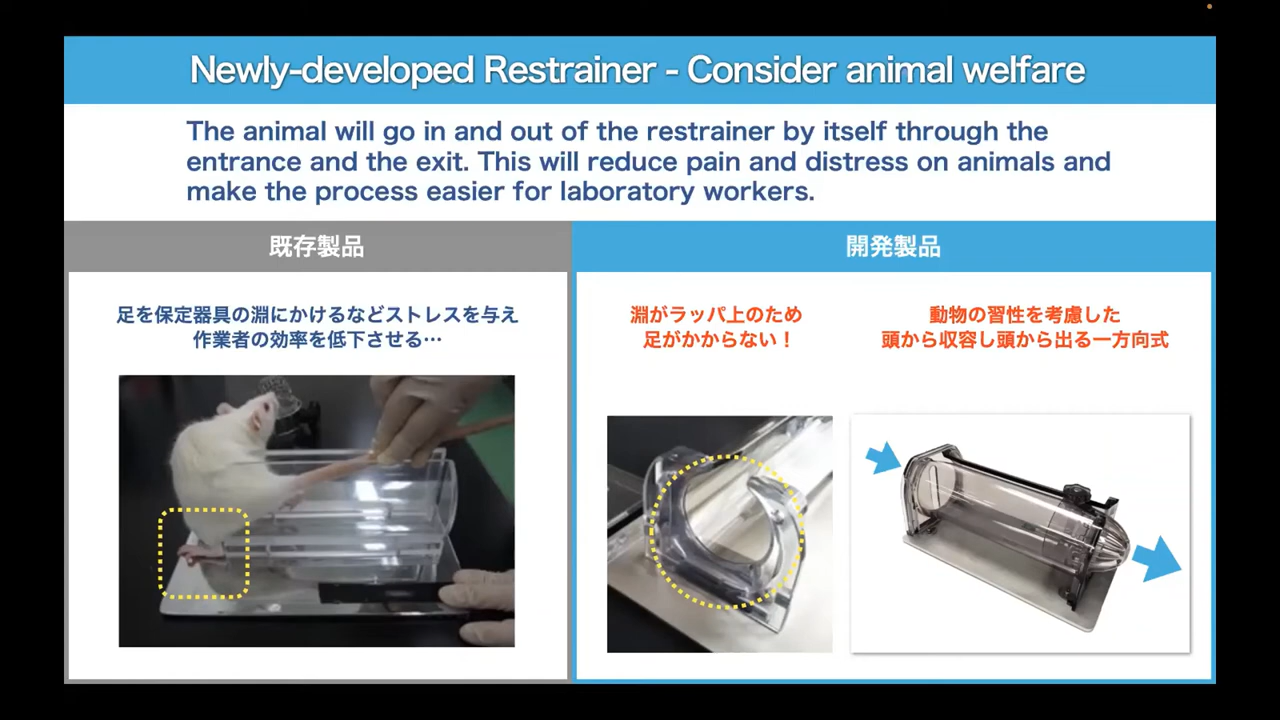 Newly-developed Restrainer - Consider animal welfare
The animal will go in and out of the restrainer by itself through the
entrance and the exit. This will reduce pain and distress on animals and
make the process easier for laboratory workers.
既存製品
足を保定器具の淵にかけるなどストレスを与え
作業者の効率を低下させる…
開発製品
淵がラッパ上のため
足がかからない！
動物の習性を考慮した
頭から収容し頭から出る一方向式